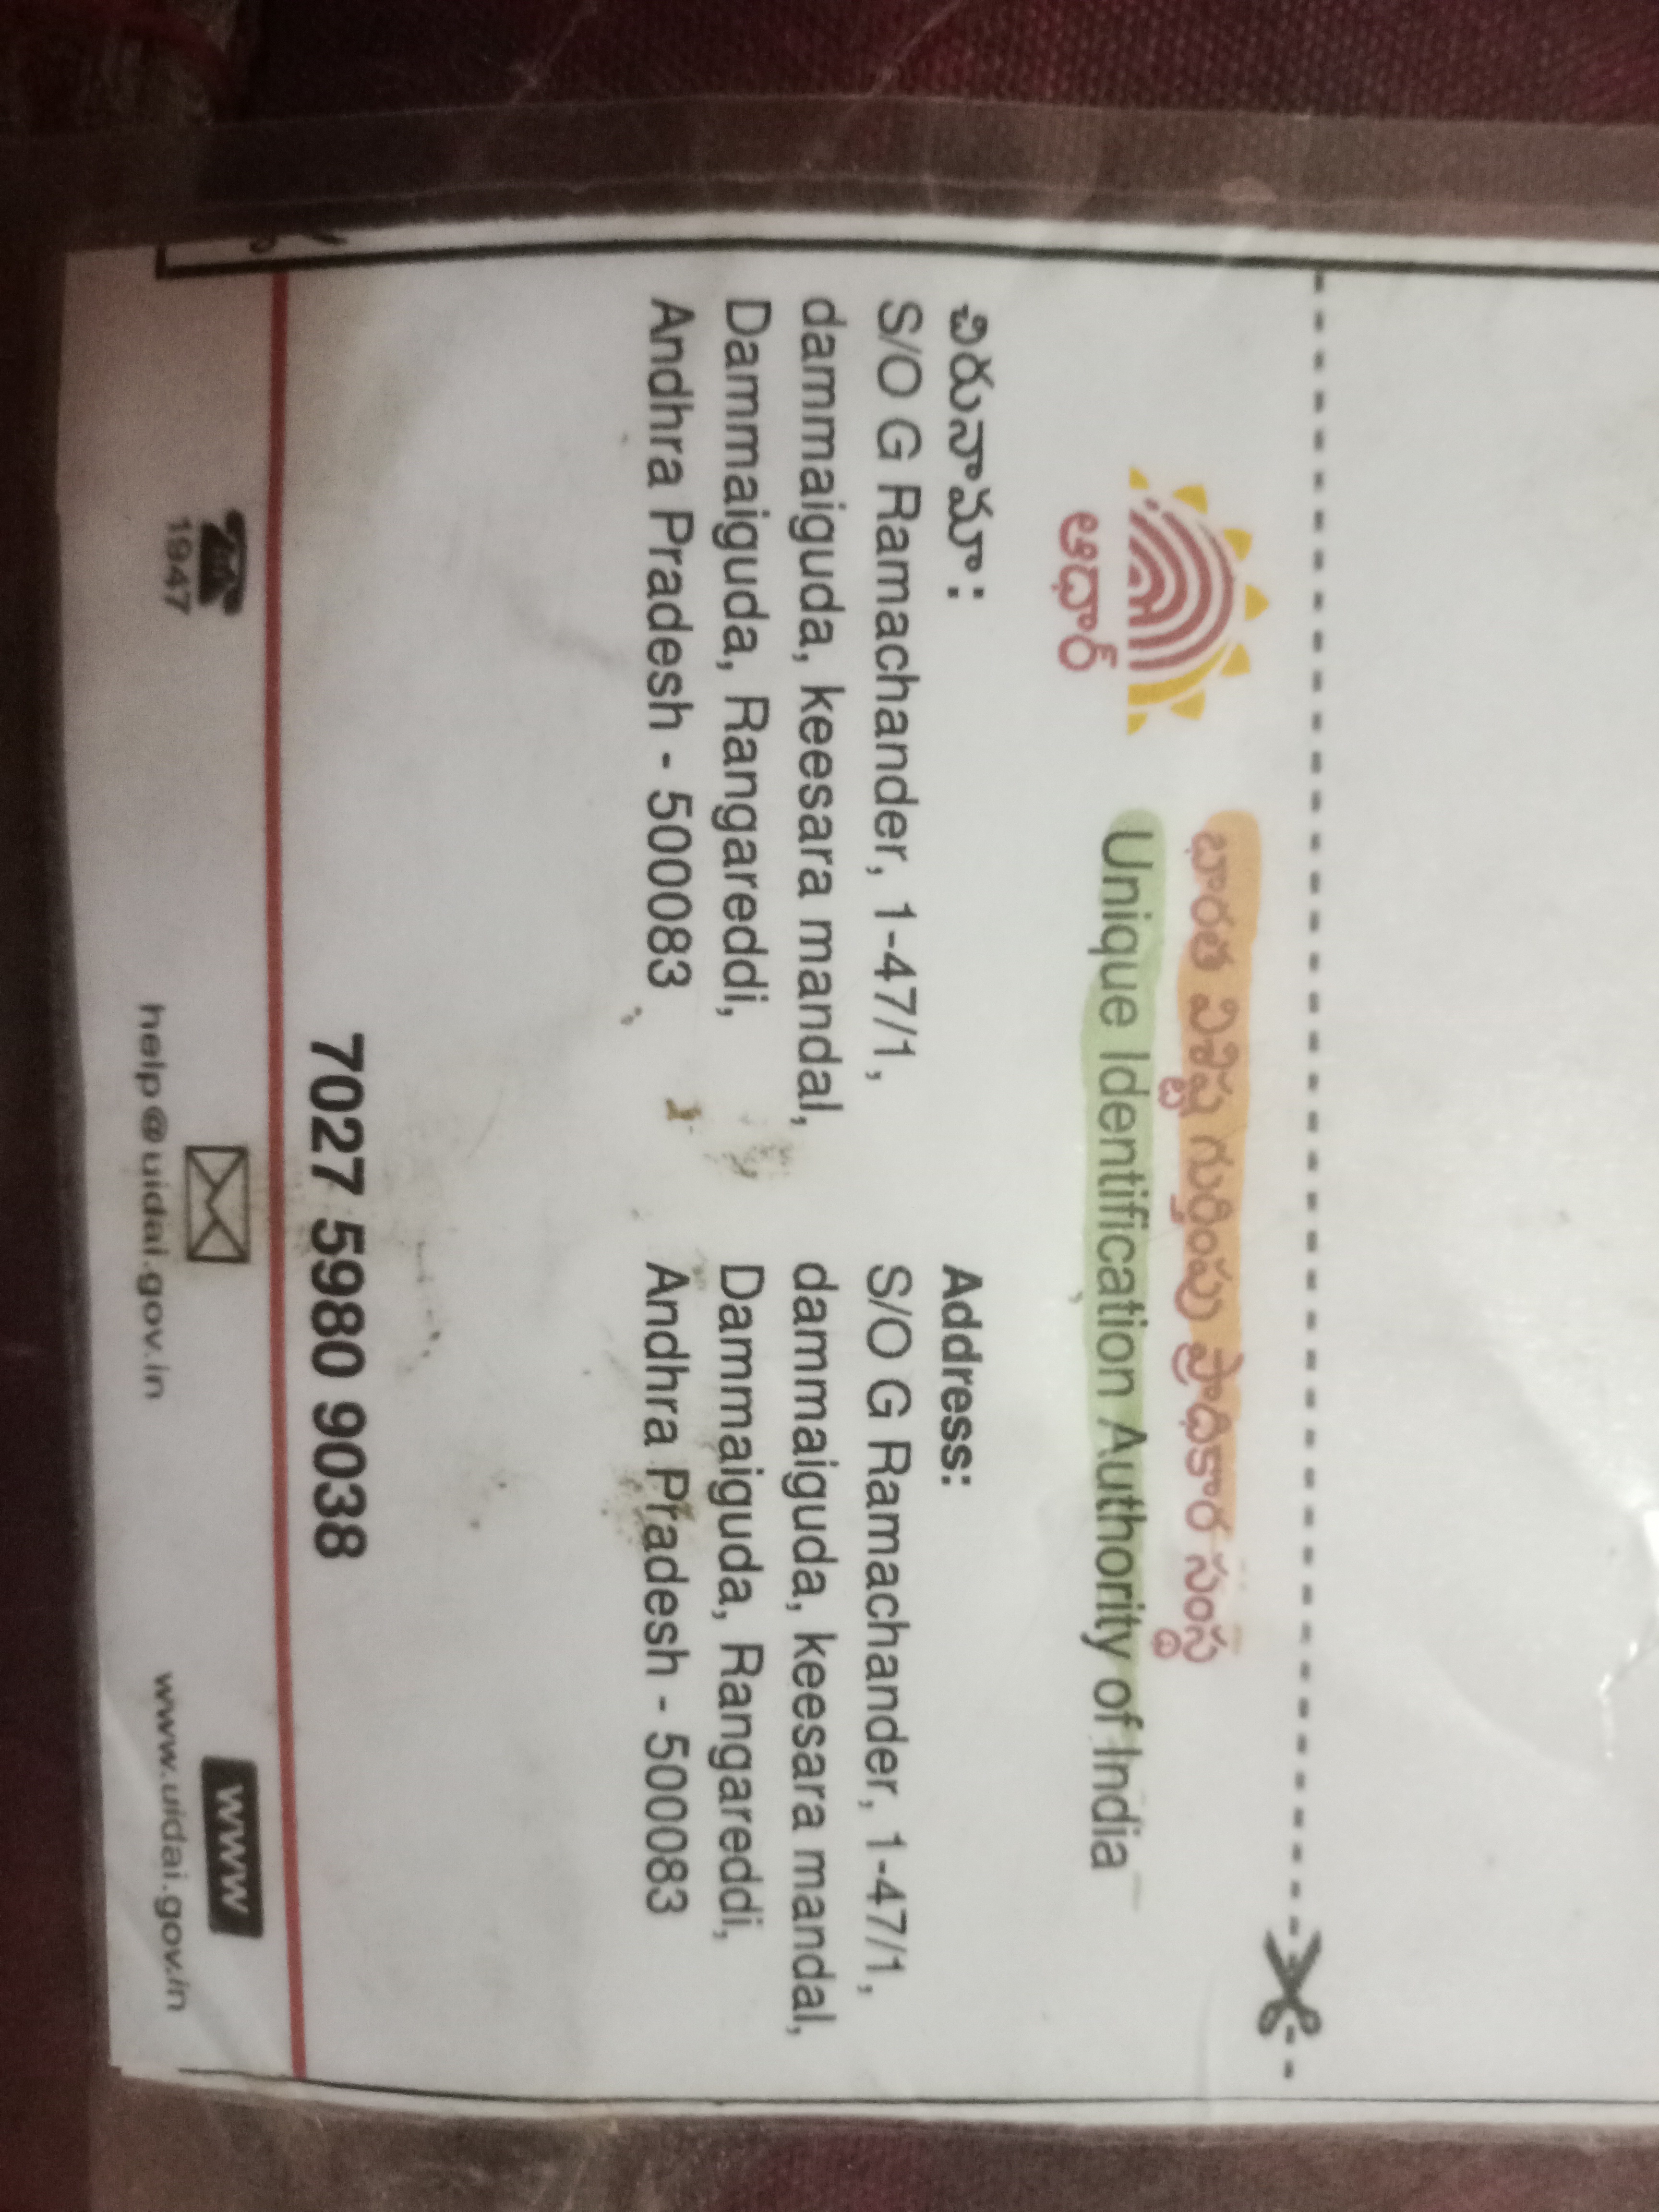 భారత విశిష్ట గుర్తింపు ప్రాధికార సంస్థ
Unique Identification Authority of India
ఆధార్
చిరునామా:
S/O G Ramachander, 1-47/1,
dammaiguda, keesara mandal,
Dammaiguda, Rangareddi,
Andhra Pradesh - 500083
Address:
S/O G Ramachander, 1-47/1,
dammaiguda, keesara mandal,
Dammaiguda, Rangareddi,
Andhra Pradesh - 500083
7027 5980 9038
1947
help@uidai.gov.in
www
www.uidai.gov.in